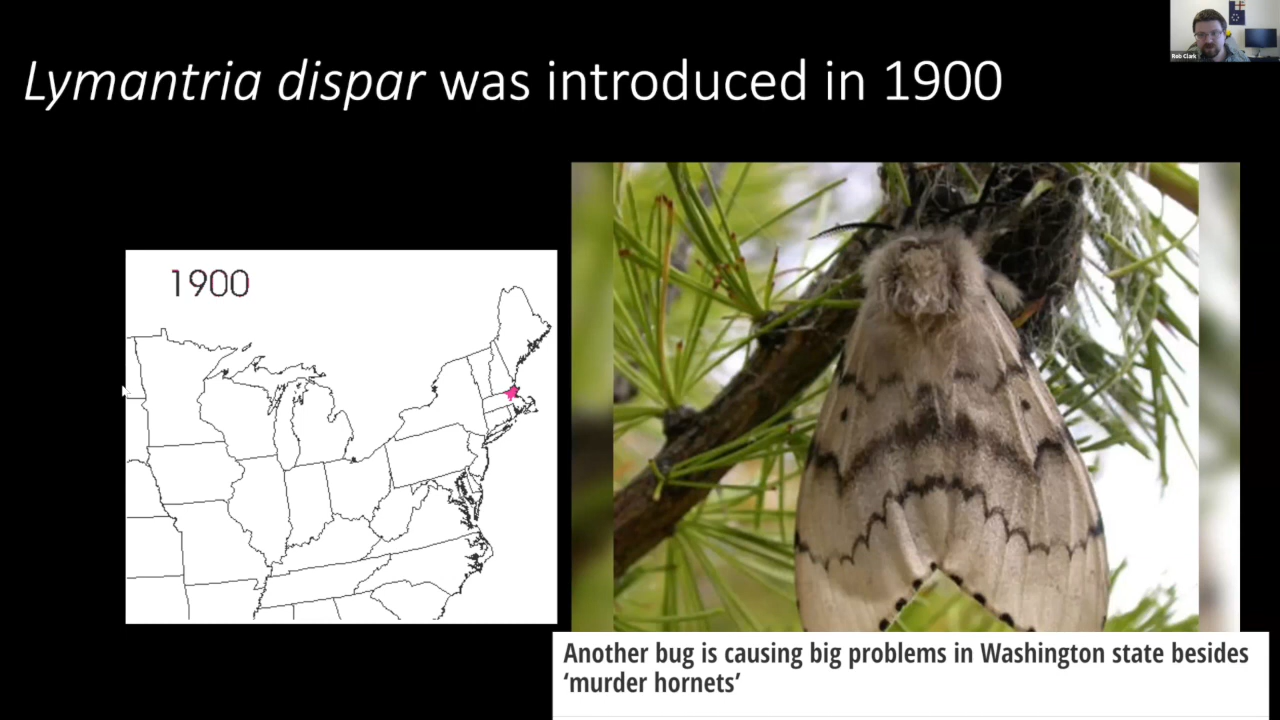 Rob Clark
Lymantria dispar was introduced in 1900
1900
Another bug is causing big problems in Washington state besides
‘murder hornets’